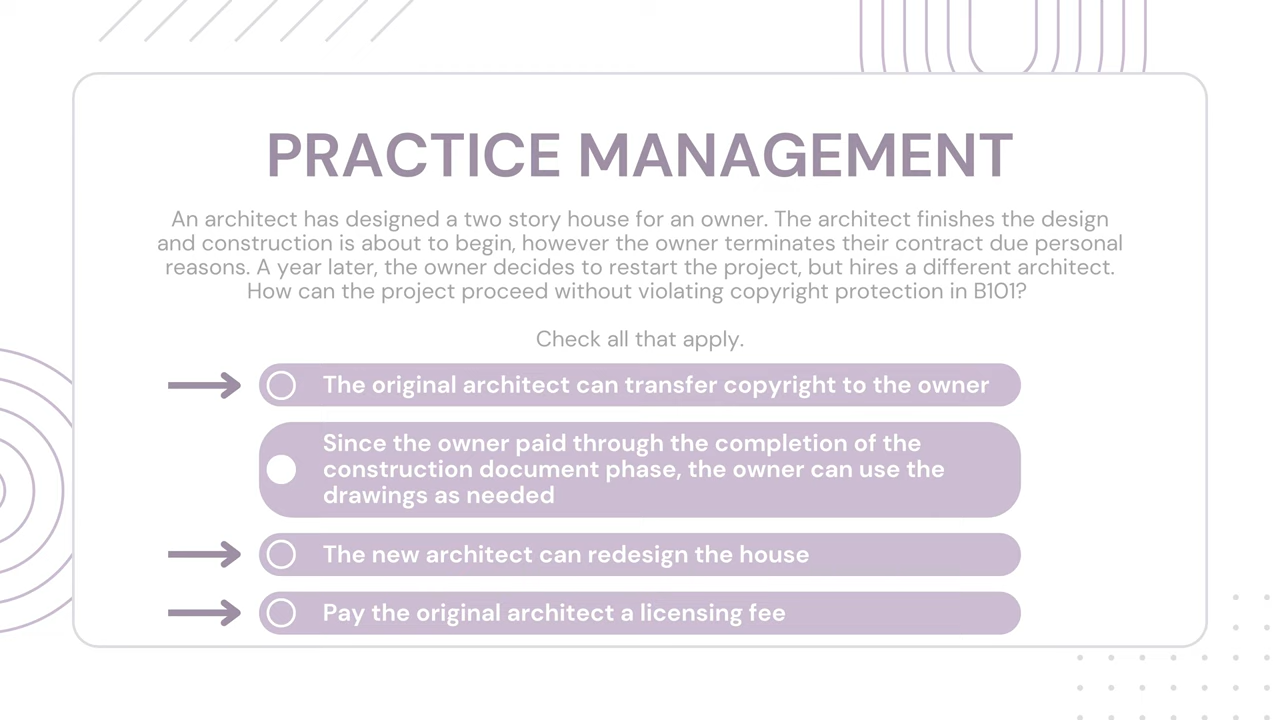 PRACTICE MANAGEMENT
An architect has designed a two story house for an owner. The architect finishes the design
and construction is about to begin, however the owner terminates their contract due personal
reasons. A year later, the owner decides to restart the project, but hires a different architect.
How can the project proceed without violating copyright protection in B101?
Check all that apply.
The original architect can transfer copyright to the owner
Since the owner paid through the completion of the
construction document phase, the owner can use the
drawings as needed
The new architect can redesign the house
Pay the original architect a licensing fee